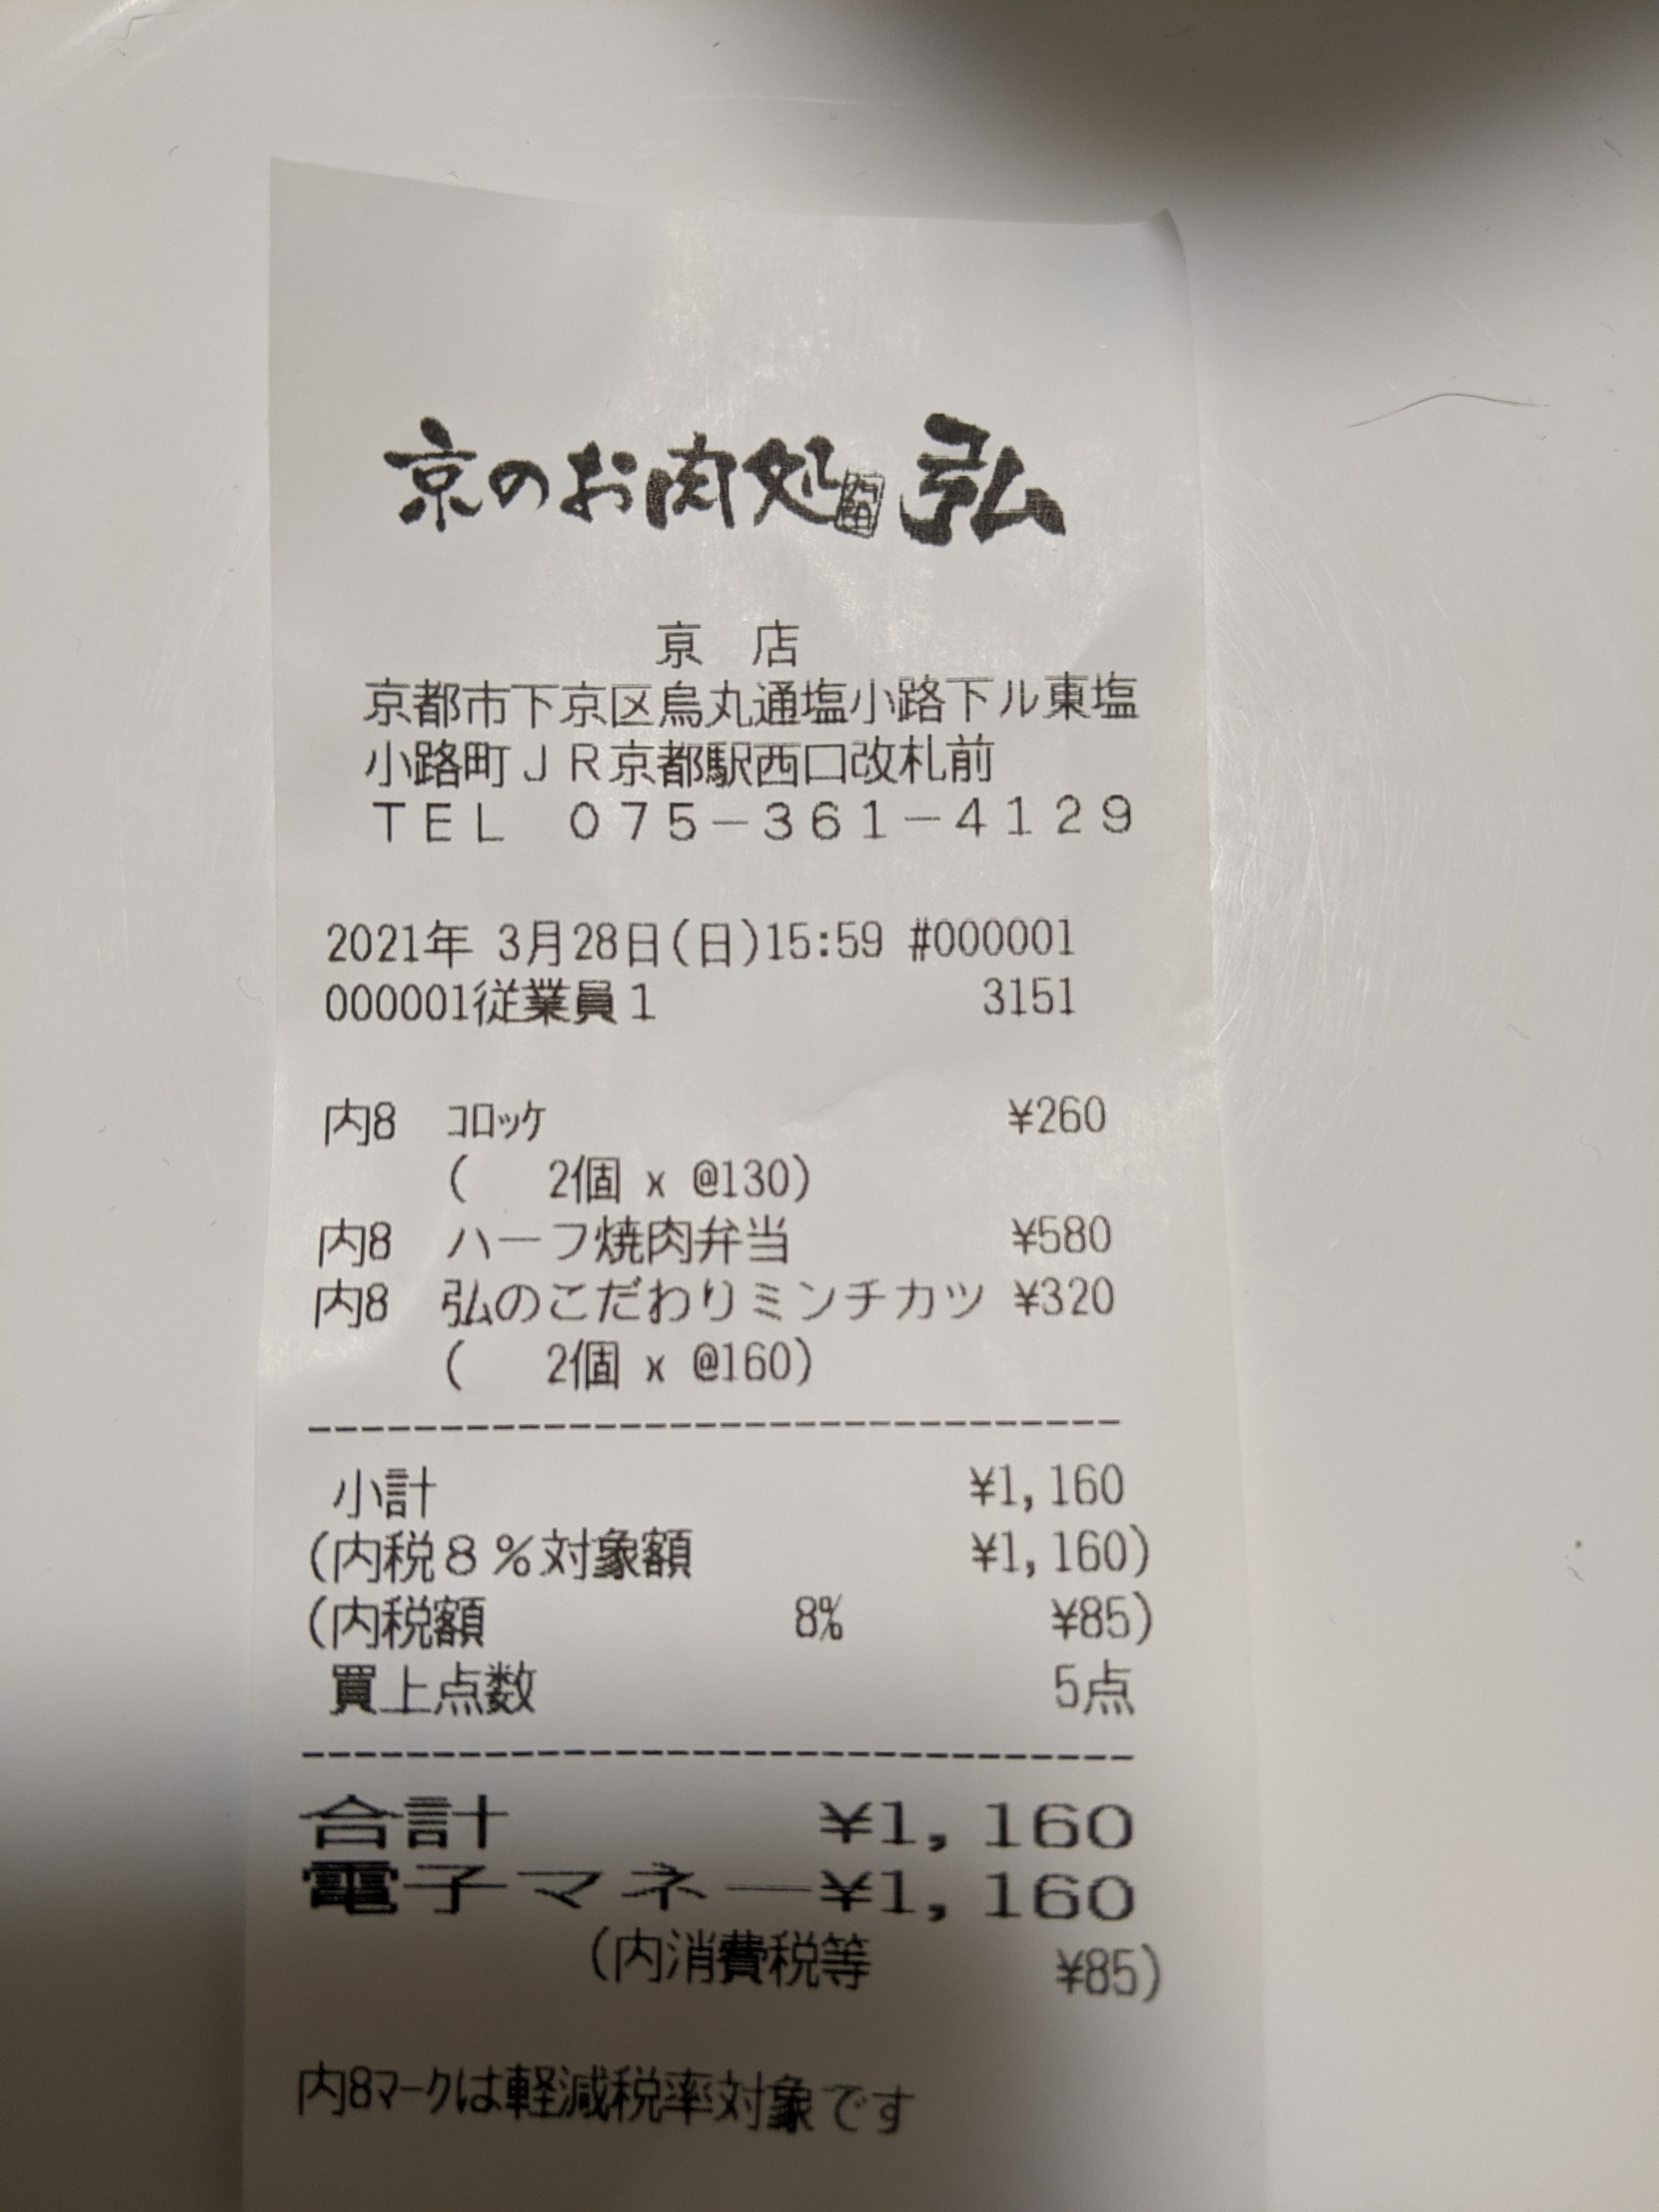 京のお肉処 弘
京 店
京都市下京区烏丸通塩小路下ル東塩
小路町JR京都駅西口改札前
TEL 075-361-4129
2021年 3月28日(日)15:59 #000001
000001従業員1 3151
内8 コロッケ ¥260
( 2個 x @130)
内8 ハーフ焼肉弁当 ¥580
内8 弘のこだわりミンチカツ ¥320
( 2個 x @160)
小計 ¥1,160
(内税8%対象額 ¥1,160)
(内税額 8% ¥85)
買上点数 5点
合計 ¥1,160
電子マネー¥1,160
(内消費税等 ¥85)
内8マークは軽減税率対象です